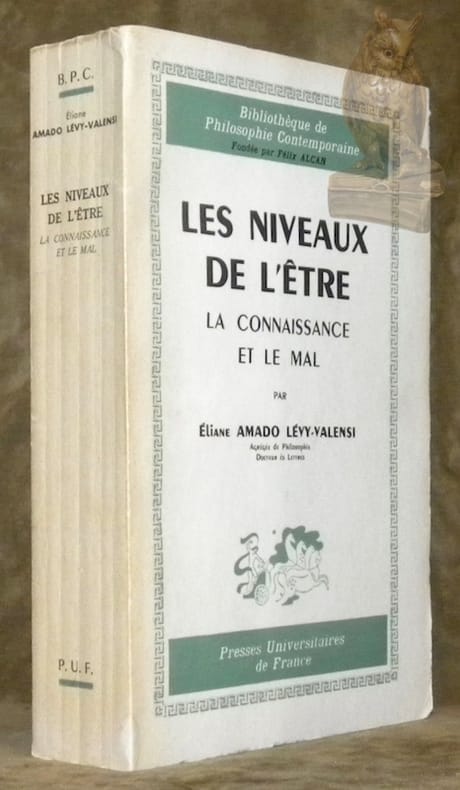 B.P.C.
Éliane
AMADO LÉVY-VALENSI
LES NIVEAUX
DE L'ÊTRE
LA CONNAISSANCE
ET LE MAL
P.U.F.
Bibliothèque de
Philosophie Contemporaine
Fondée par Félix ALCAN
LES NIVEAUX
DE L'ÊTRE
LA CONNAISSANCE
ET LE MAL
PAR
Éliane AMADO LÉVY-VALENSI
Agrégée de Philosophie
Docteur ès Lettres
Presses Universitaires
de France